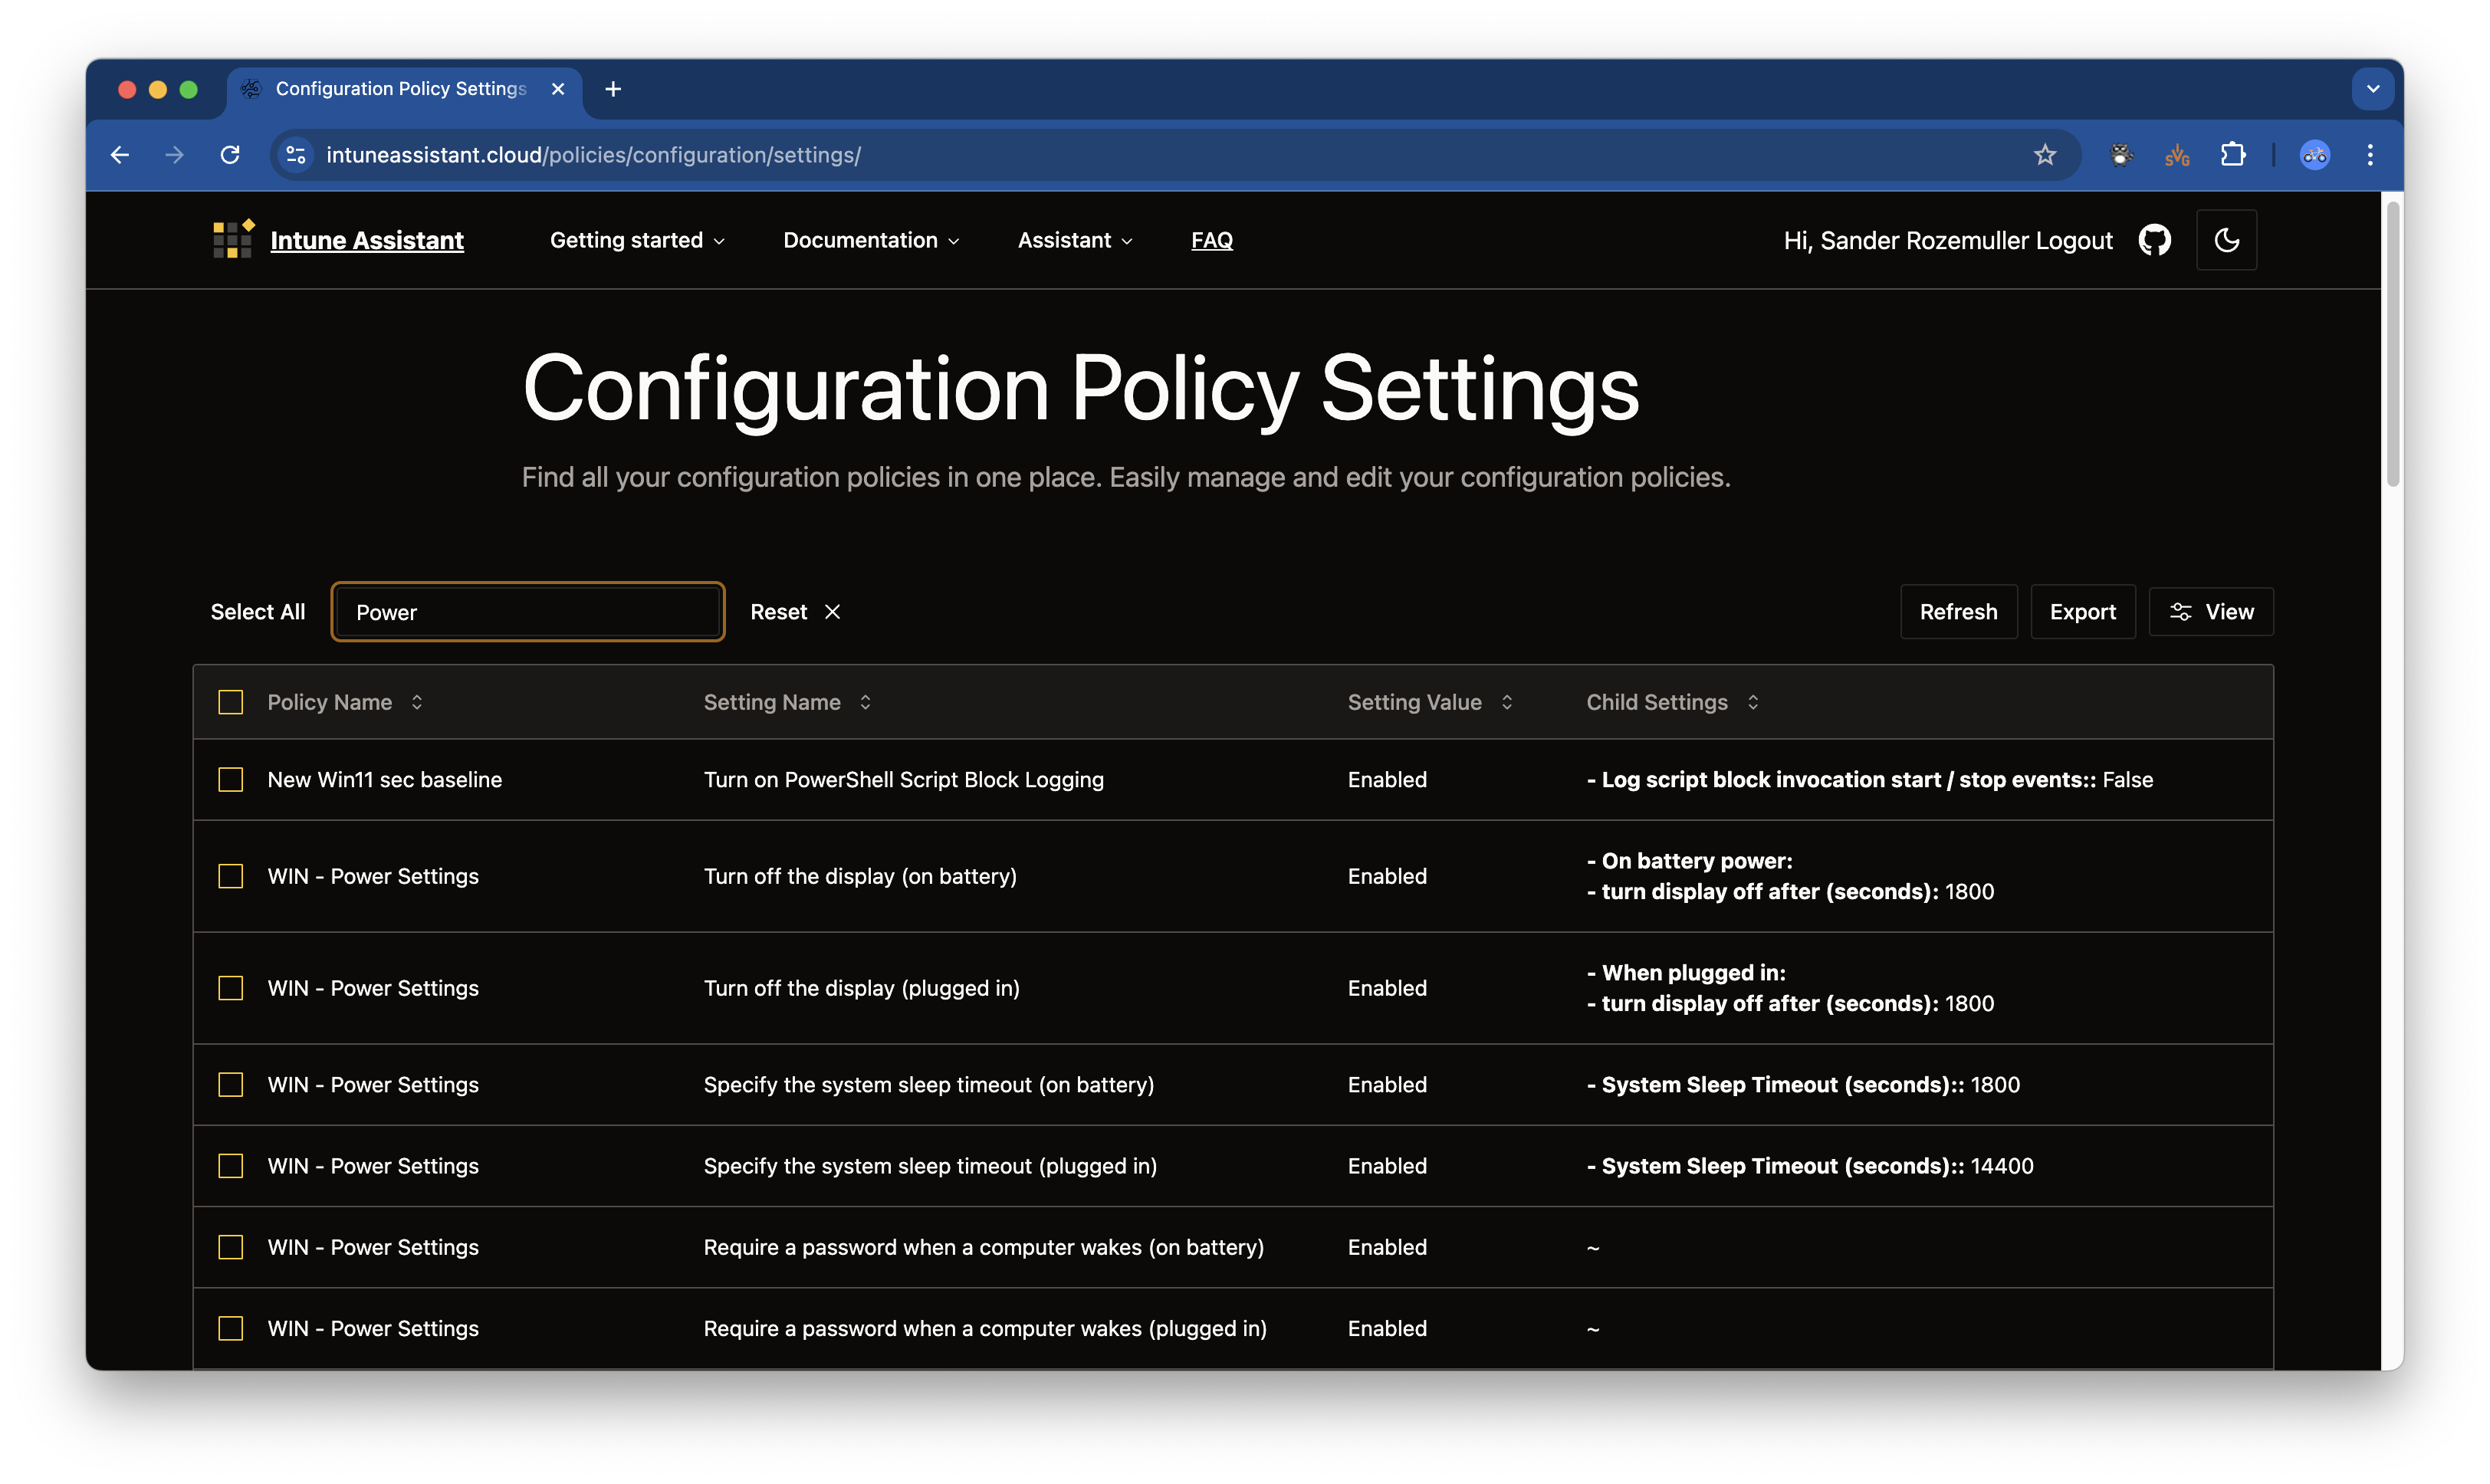 Configuration Policy Settings
intuneassistant.cloud/policies/configuration/settings/
SVG
Intune Assistant
Getting started
Documentation
Assistant
FAQ
Hi, Sander Rozemuller Logout
Configuration Policy Settings
Find all your configuration policies in one place. Easily manage and edit your configuration policies.
Select All
Power
Reset
Refresh
Export
View
Policy Name Setting Name Setting Value Child Settings
New Win11 sec baseline Turn on PowerShell Script Block Logging Enabled - Log script block invocation start / stop events:: False
WIN - Power Settings Turn off the display (on battery) Enabled - On battery power:
- turn display off after (seconds): 1800
WIN - Power Settings Turn off the display (plugged in) Enabled - When plugged in:
- turn display off after (seconds): 1800
WIN - Power Settings Specify the system sleep timeout (on battery) Enabled - System Sleep Timeout (seconds):: 1800
WIN - Power Settings Specify the system sleep timeout (plugged in) Enabled - System Sleep Timeout (seconds):: 14400
WIN - Power Settings Require a password when a computer wakes (on battery) Enabled ~
WIN - Power Settings Require a password when a computer wakes (plugged in) Enabled ~